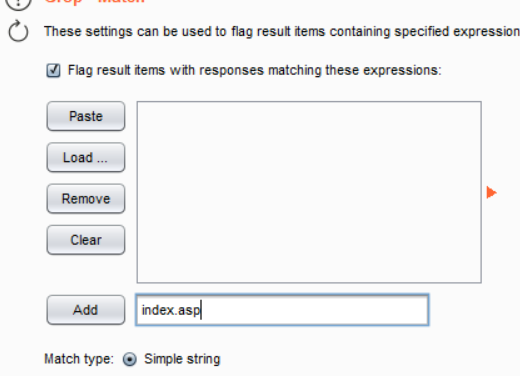 Grep - Match
These settings can be used to flag result items containing specified expression
Flag result items with responses matching these expressions:
Paste
Load ...
Remove
Clear
Add
index.asp
Match type: Simple string